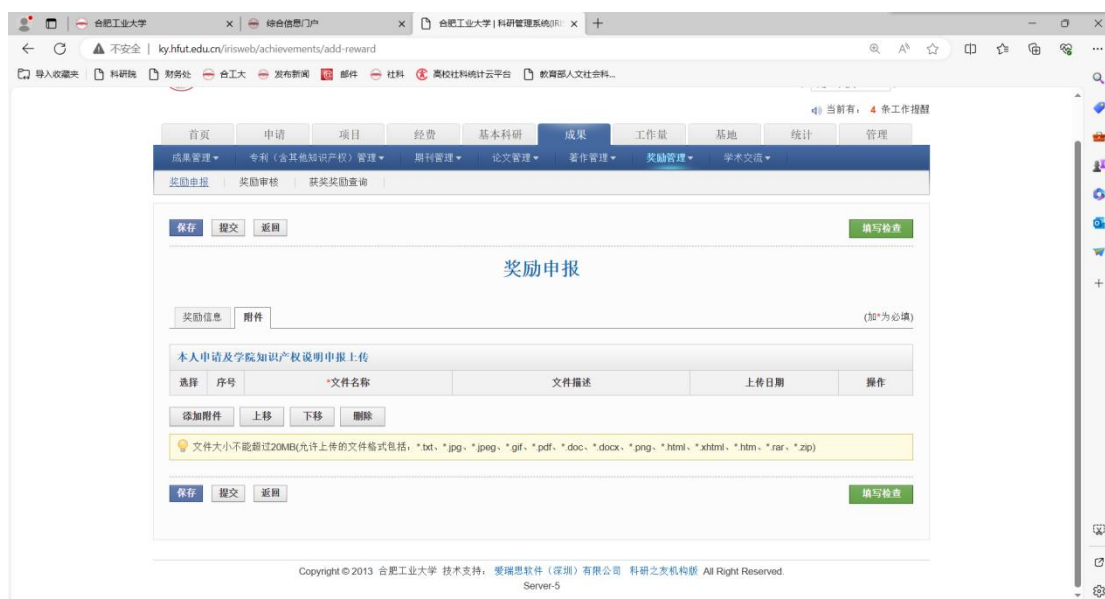 合肥工业大学 综合信息门户 合肥工业大学 | 科研管理系统(IRI
不安全 ky.hfut.edu.cn/irisweb/achievements/add-reward
导入收藏夹 科研院 财务处 合工大 发布新闻 邮件 社科 高校社科统计云平台 教育部人文社会科...
当前有： 4 条工作提醒
首页 申请 项目 经费 基本科研 成果 工作量 基地 统计 管理
成果管理 专利（含其他知识产权）管理 期刊管理 论文管理 著作管理 奖励管理 学术交流
奖励申报 奖励审核 获奖奖励查询
保存 提交 返回 填写检查
奖励申报
奖励信息 附件 (加*为必填)
本人申请及学院知识产权说明申报上传
选择 序号 *文件名称 文件描述 上传日期 操作
添加附件 上移 下移 删除
文件大小不能超过20MB(允许上传的文件格式包括：*.txt、*.jpg、*.jpeg、*.gif、*.pdf、*.doc、*.docx、*.png、*.html、*.xhtml、*.htm、*.rar、*.zip)
保存 提交 返回 填写检查
Copyright © 2013 合肥工业大学 技术支持： 爱瑞思软件（深圳）有限公司 科研之友机构版 All Right Reserved.
Server-5